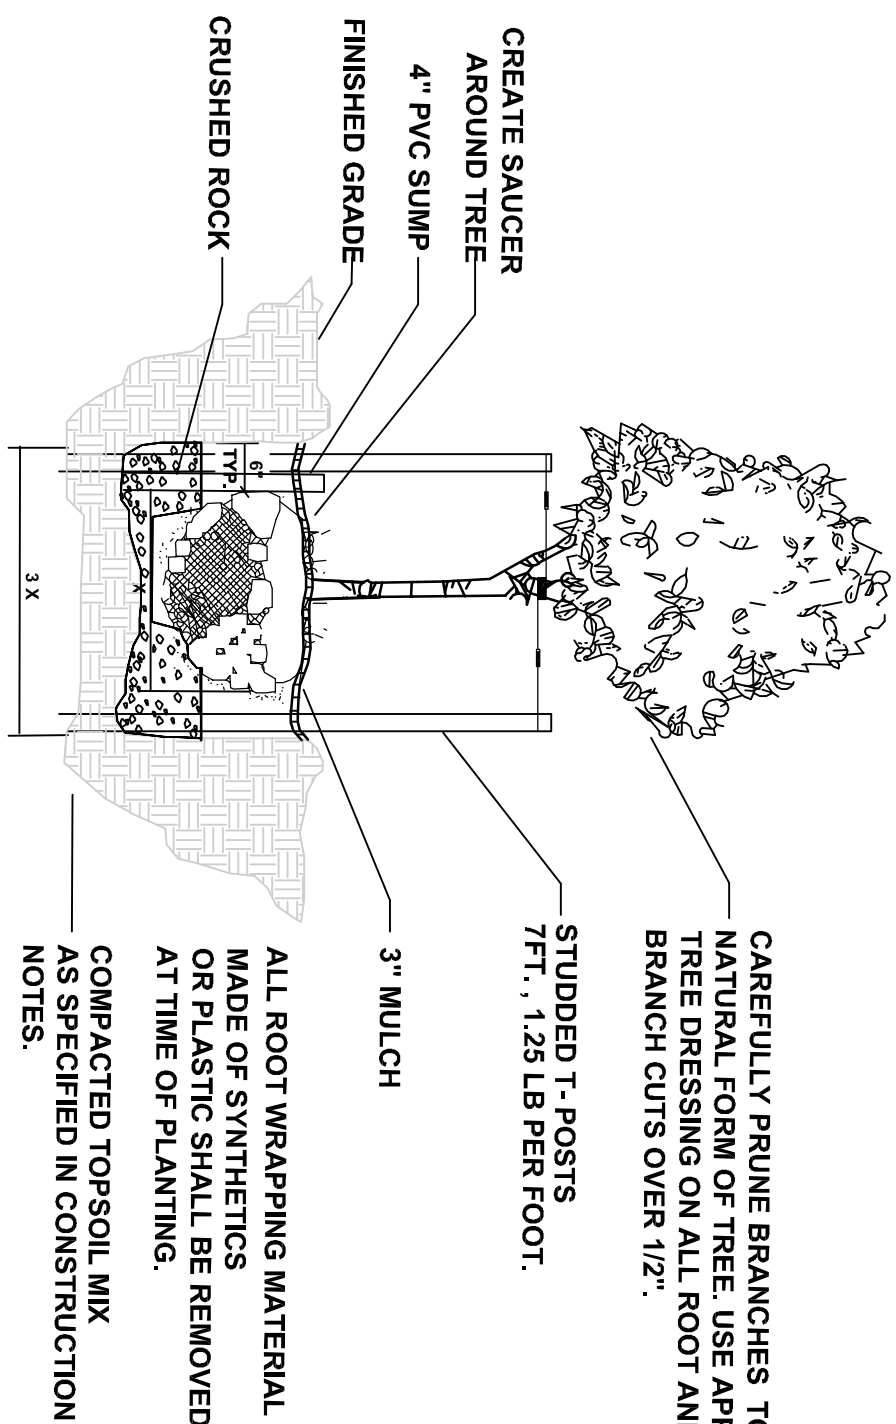 CREATE SAUCER
AROUND TREE
4" PVC SUMP
FINISHED GRADE
CRUSHED ROCK
6"
TYP.
X
3 X
CAREFULLY PRUNE BRANCHES
NATURAL FORM OF TREE. USE
TREE DRESSING ON ALL ROOT
BRANCH CUTS OVER 1/2".
STUDDED T- POSTS
7FT. , 1.25 LB PER FOOT.
3" MULCH
ALL ROOT WRAPPING MATERIAL
MADE OF SYNTHETICS
OR PLASTIC SHALL BE REMOVED
AT TIME OF PLANTING.
COMPACTED TOPSOIL MIX
AS SPECIFIED IN CONSTRUCTION
NOTES.